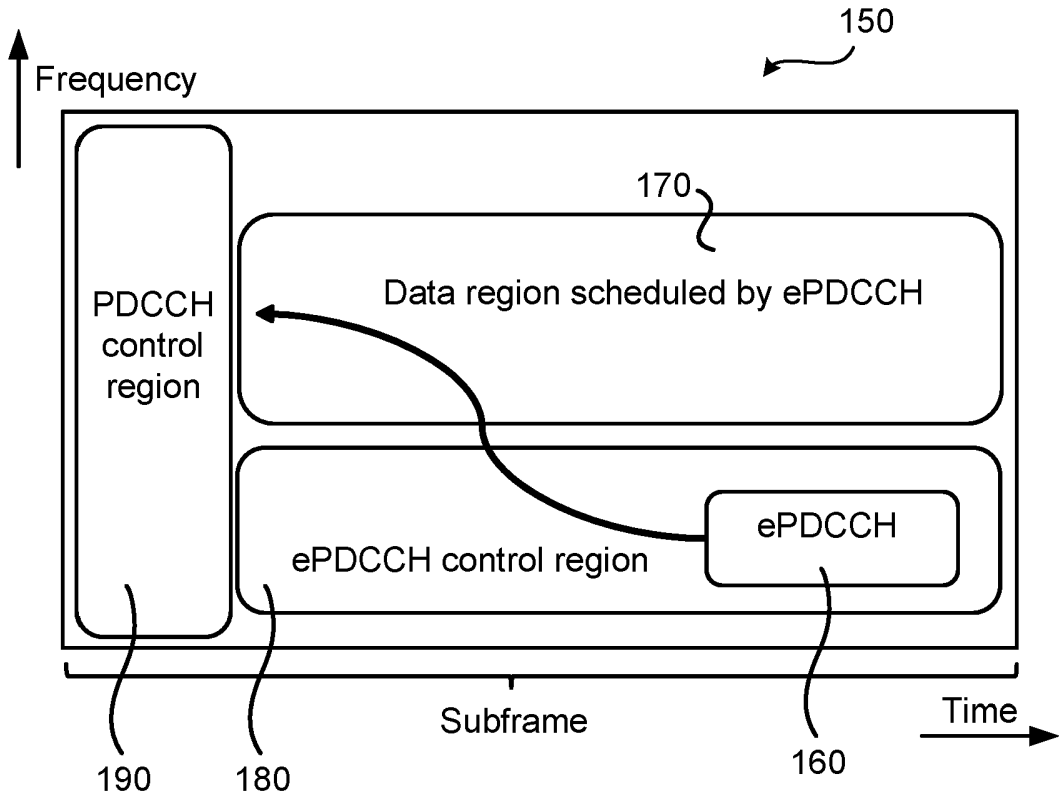 150
Frequency
170
Data region scheduled by ePDCCH
PDCCH
control
region
ePDCCH
ePDCCH control region
Subframe
Time
190
180
160